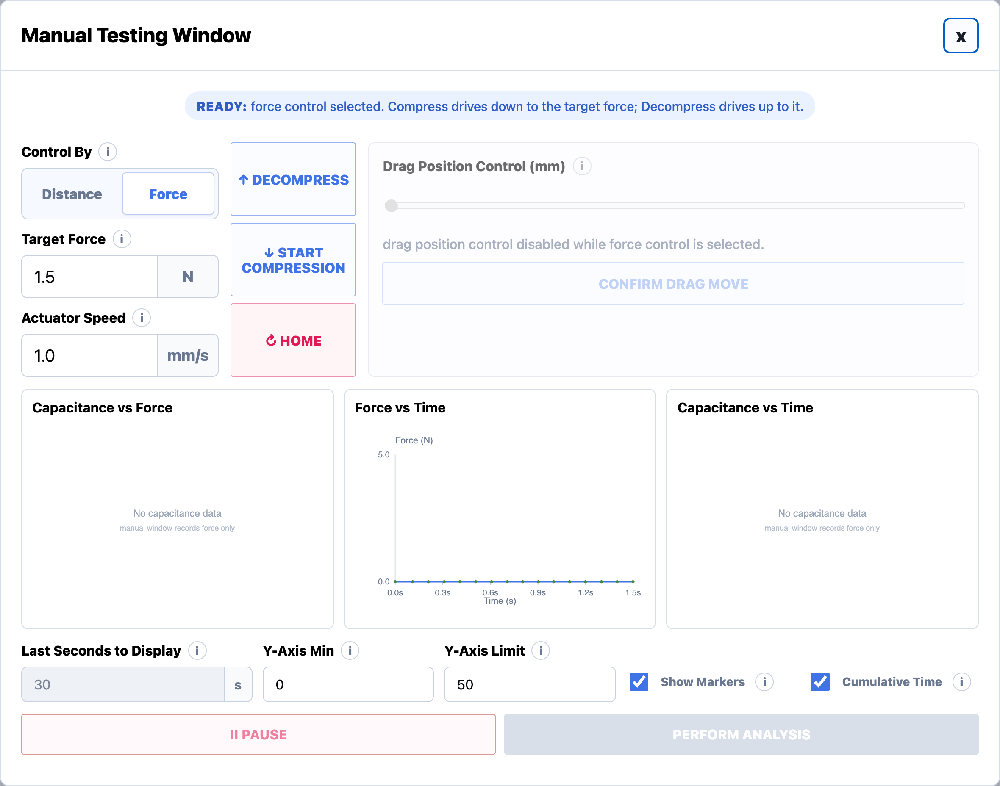 Manual Testing Window
x
READY: force control selected. Compress drives down to the target force; Decompress drives up to it.
Control By i
Distance Force
Target Force i
1.5 N
Actuator Speed i
1.0 mm/s
↑ DECOMPRESS
↓ START
COMPRESSION
↻ HOME
Drag Position Control (mm) i
drag position control disabled while force control is selected.
CONFIRM DRAG MOVE
Capacitance vs Force
No capacitance data
manual window records force only
Force vs Time
Force (N)
5.0
0.0
0.0s 0.3s 0.6s 0.9s 1.2s 1.5s
Time (s)
Capacitance vs Time
No capacitance data
manual window records force only
Last Seconds to Display i
30 s
Y-Axis Min i
0
Y-Axis Limit i
50
Show Markers i
Cumulative Time i
II PAUSE
PERFORM ANALYSIS